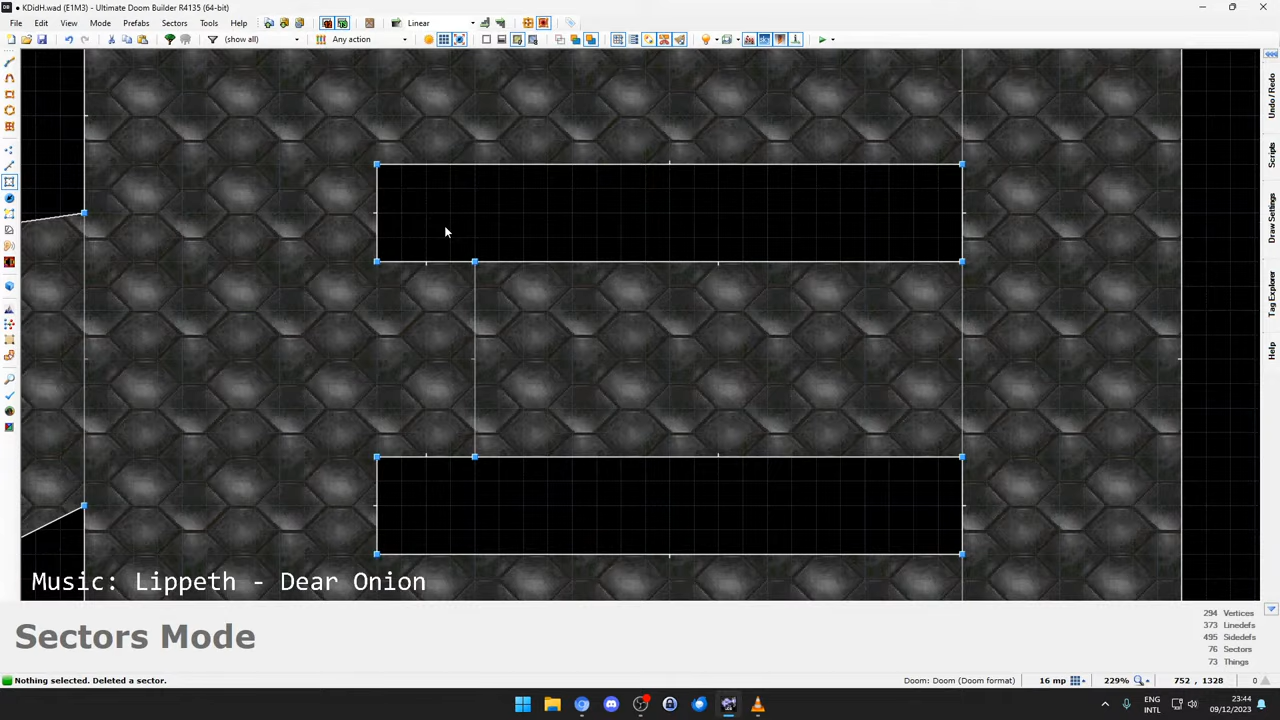 KDidH.wad (E1M3) - Ultimate Doom Builder R4135 (64-bit)
File Edit View Mode Prefabs Sectors Tools Help Linear
(show all) Any action
Undo / Redo
Scripts
Draw Settings
Tag Explorer
Help
Music: Lippeth - Dear Onion
Sectors Mode
294 Vertices
373 Linedefs
495 Sidedefs
76 Sectors
73 Things
Nothing selected. Deleted a sector. Doom: Doom (Doom format) 16 mp 229% 752 , 1328 0
ENG
INTL
23:44
09/12/2023